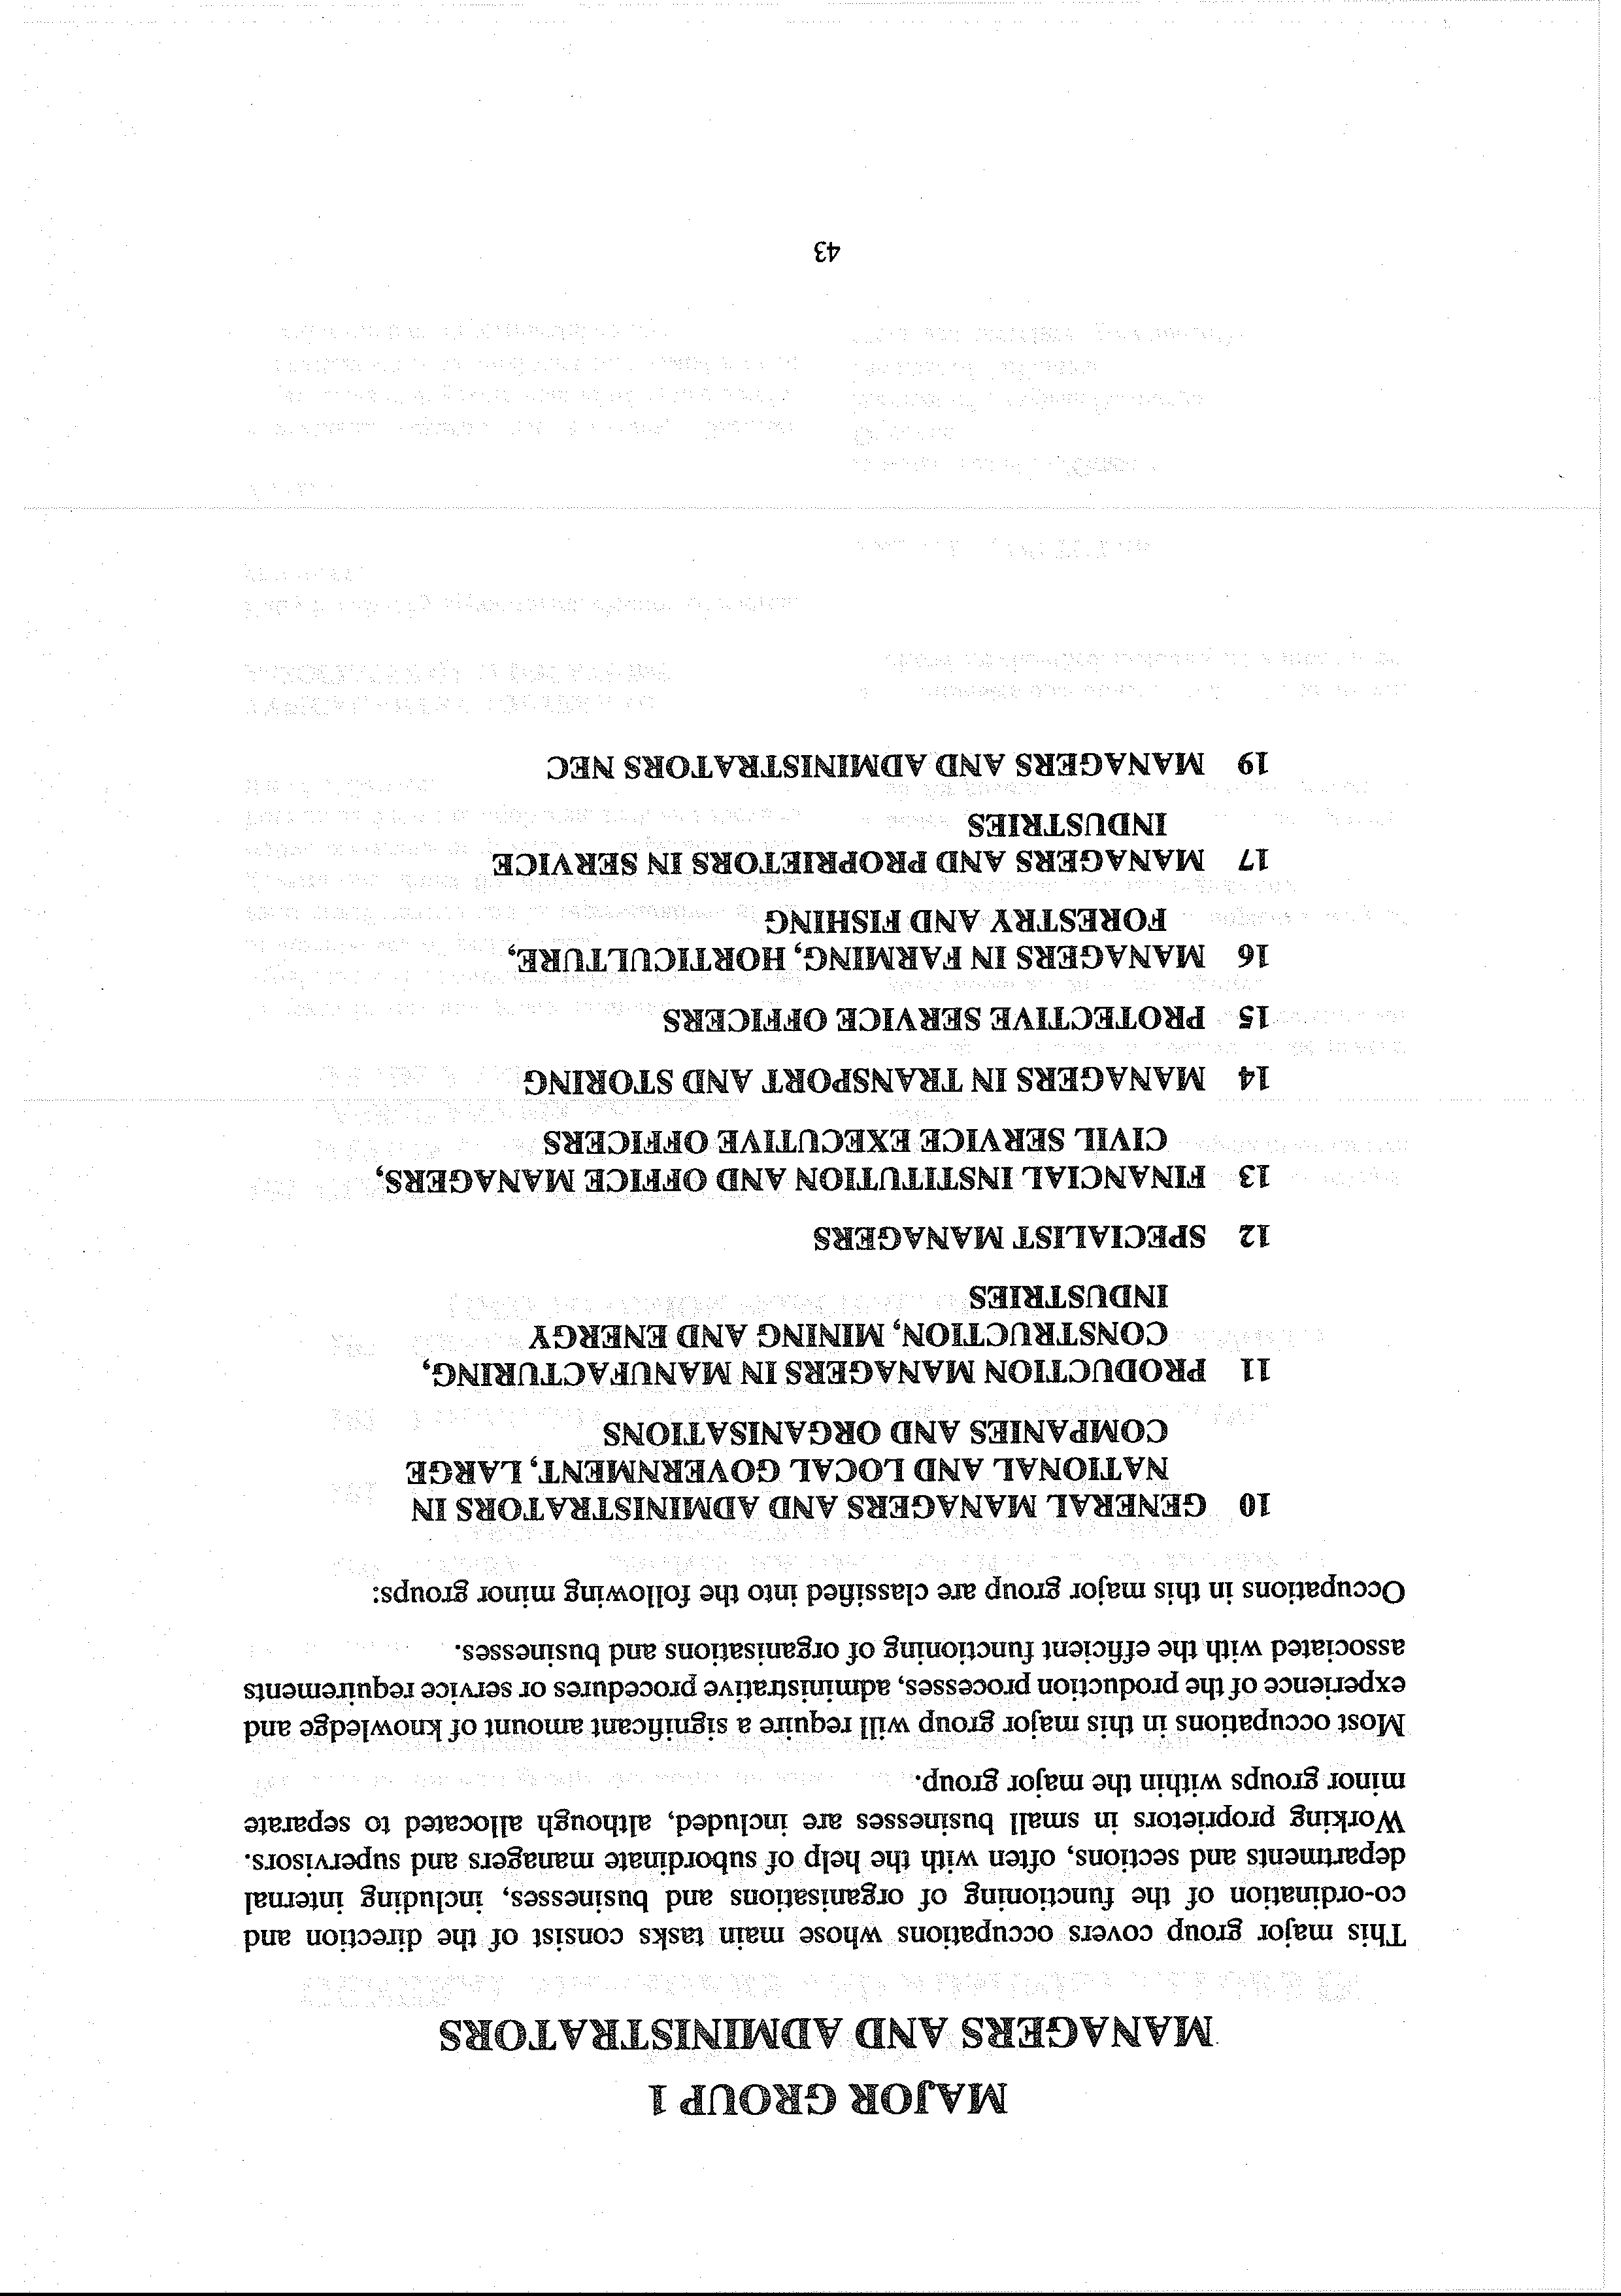 MAJOR GROUP 1
MANAGERS AND ADMINISTRATORS
This major group covers occupations whose main tasks consist of the direction and
co-ordination of the functioning of organisations and businesses, including internal
departments and sections, often with the help of subordinate managers and supervisors.
Working proprietors in small businesses are included, although allocated to separate
minor groups within the major group.
Most occupations in this major group will require a significant amount of knowledge and
experience of the production processes, administrative procedures or service requirements
associated with the efficient functioning of organisations and businesses.
Occupations in this major group are classified into the following minor groups:
10 GENERAL MANAGERS AND ADMINISTRATORS IN
NATIONAL AND LOCAL GOVERNMENT, LARGE
COMPANIES AND ORGANISATIONS
11 PRODUCTION MANAGERS IN MANUFACTURING,
CONSTRUCTION, MINING AND ENERGY
INDUSTRIES
12 SPECIALIST MANAGERS
13 FINANCIAL INSTITUTION AND OFFICE MANAGERS,
CIVIL SERVICE EXECUTIVE OFFICERS
14 MANAGERS IN TRANSPORT AND STORING
15 PROTECTIVE SERVICE OFFICERS
16 MANAGERS IN FARMING, HORTICULTURE,
FORESTRY AND FISHING
17 MANAGERS AND PROPRIETORS IN SERVICE
INDUSTRIES
19 MANAGERS AND ADMINISTRATORS NEC
43